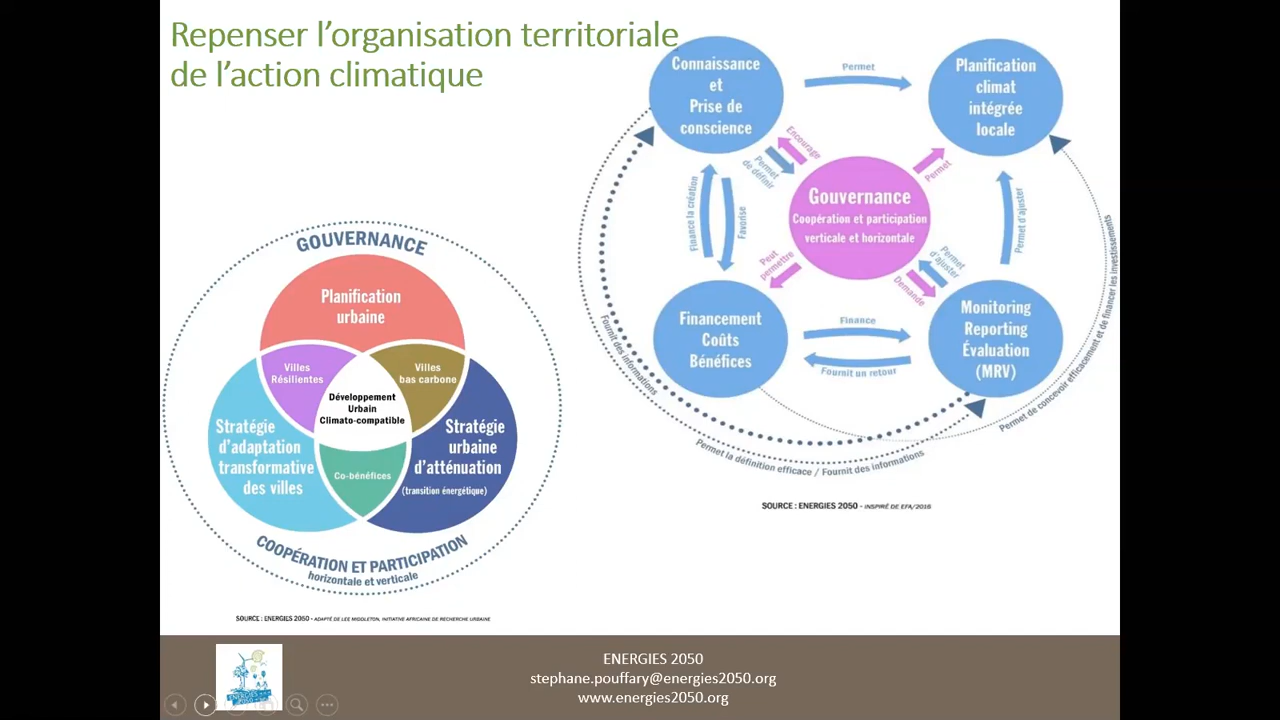 Repenser l'organisation territoriale
de l'action climatique
GOUVERNANCE
Planification
urbaine
Villes
Résilientes
Villes
bas carbone
Développement
Urbain
Climato-compatible
Stratégie
d'adaptation
transformative
des villes
Stratégie
urbaine
d'atténuation
(transition énergétique)
Co-bénéfices
COOPÉRATION ET PARTICIPATION
horizontale et verticale
SOURCE : ENERGIES 2050 - ADAPTÉ DE LEE MIDDLETON, INITIATIVE AFRICAINE DE RECHERCHE URBAINE
Connaissance
et
Prise de
conscience
Permet
Planification
climat
intégrée
locale
Encourage
Permet
de définir
Permet
Gouvernance
Coopération et participation
verticale et horizontale
Finance la création
Favorise
Peut
permettre
Permet
d'ajuster
Demande
Permet d'ajuster
Financement
Coûts
Bénéfices
Finance
Fournit un retour
Monitoring
Reporting
Évaluation
(MRV)
Fournit des informations
Permet la définition efficace / Fournit des informations
Permet de concevoir efficacement et de financer les investissements
SOURCE : ENERGIES 2050 - INSPIRÉ DE EFA/2016
ENERGIES 2050
stephane.pouffary@energies2050.org
www.energies2050.org
ENERGIES
2050